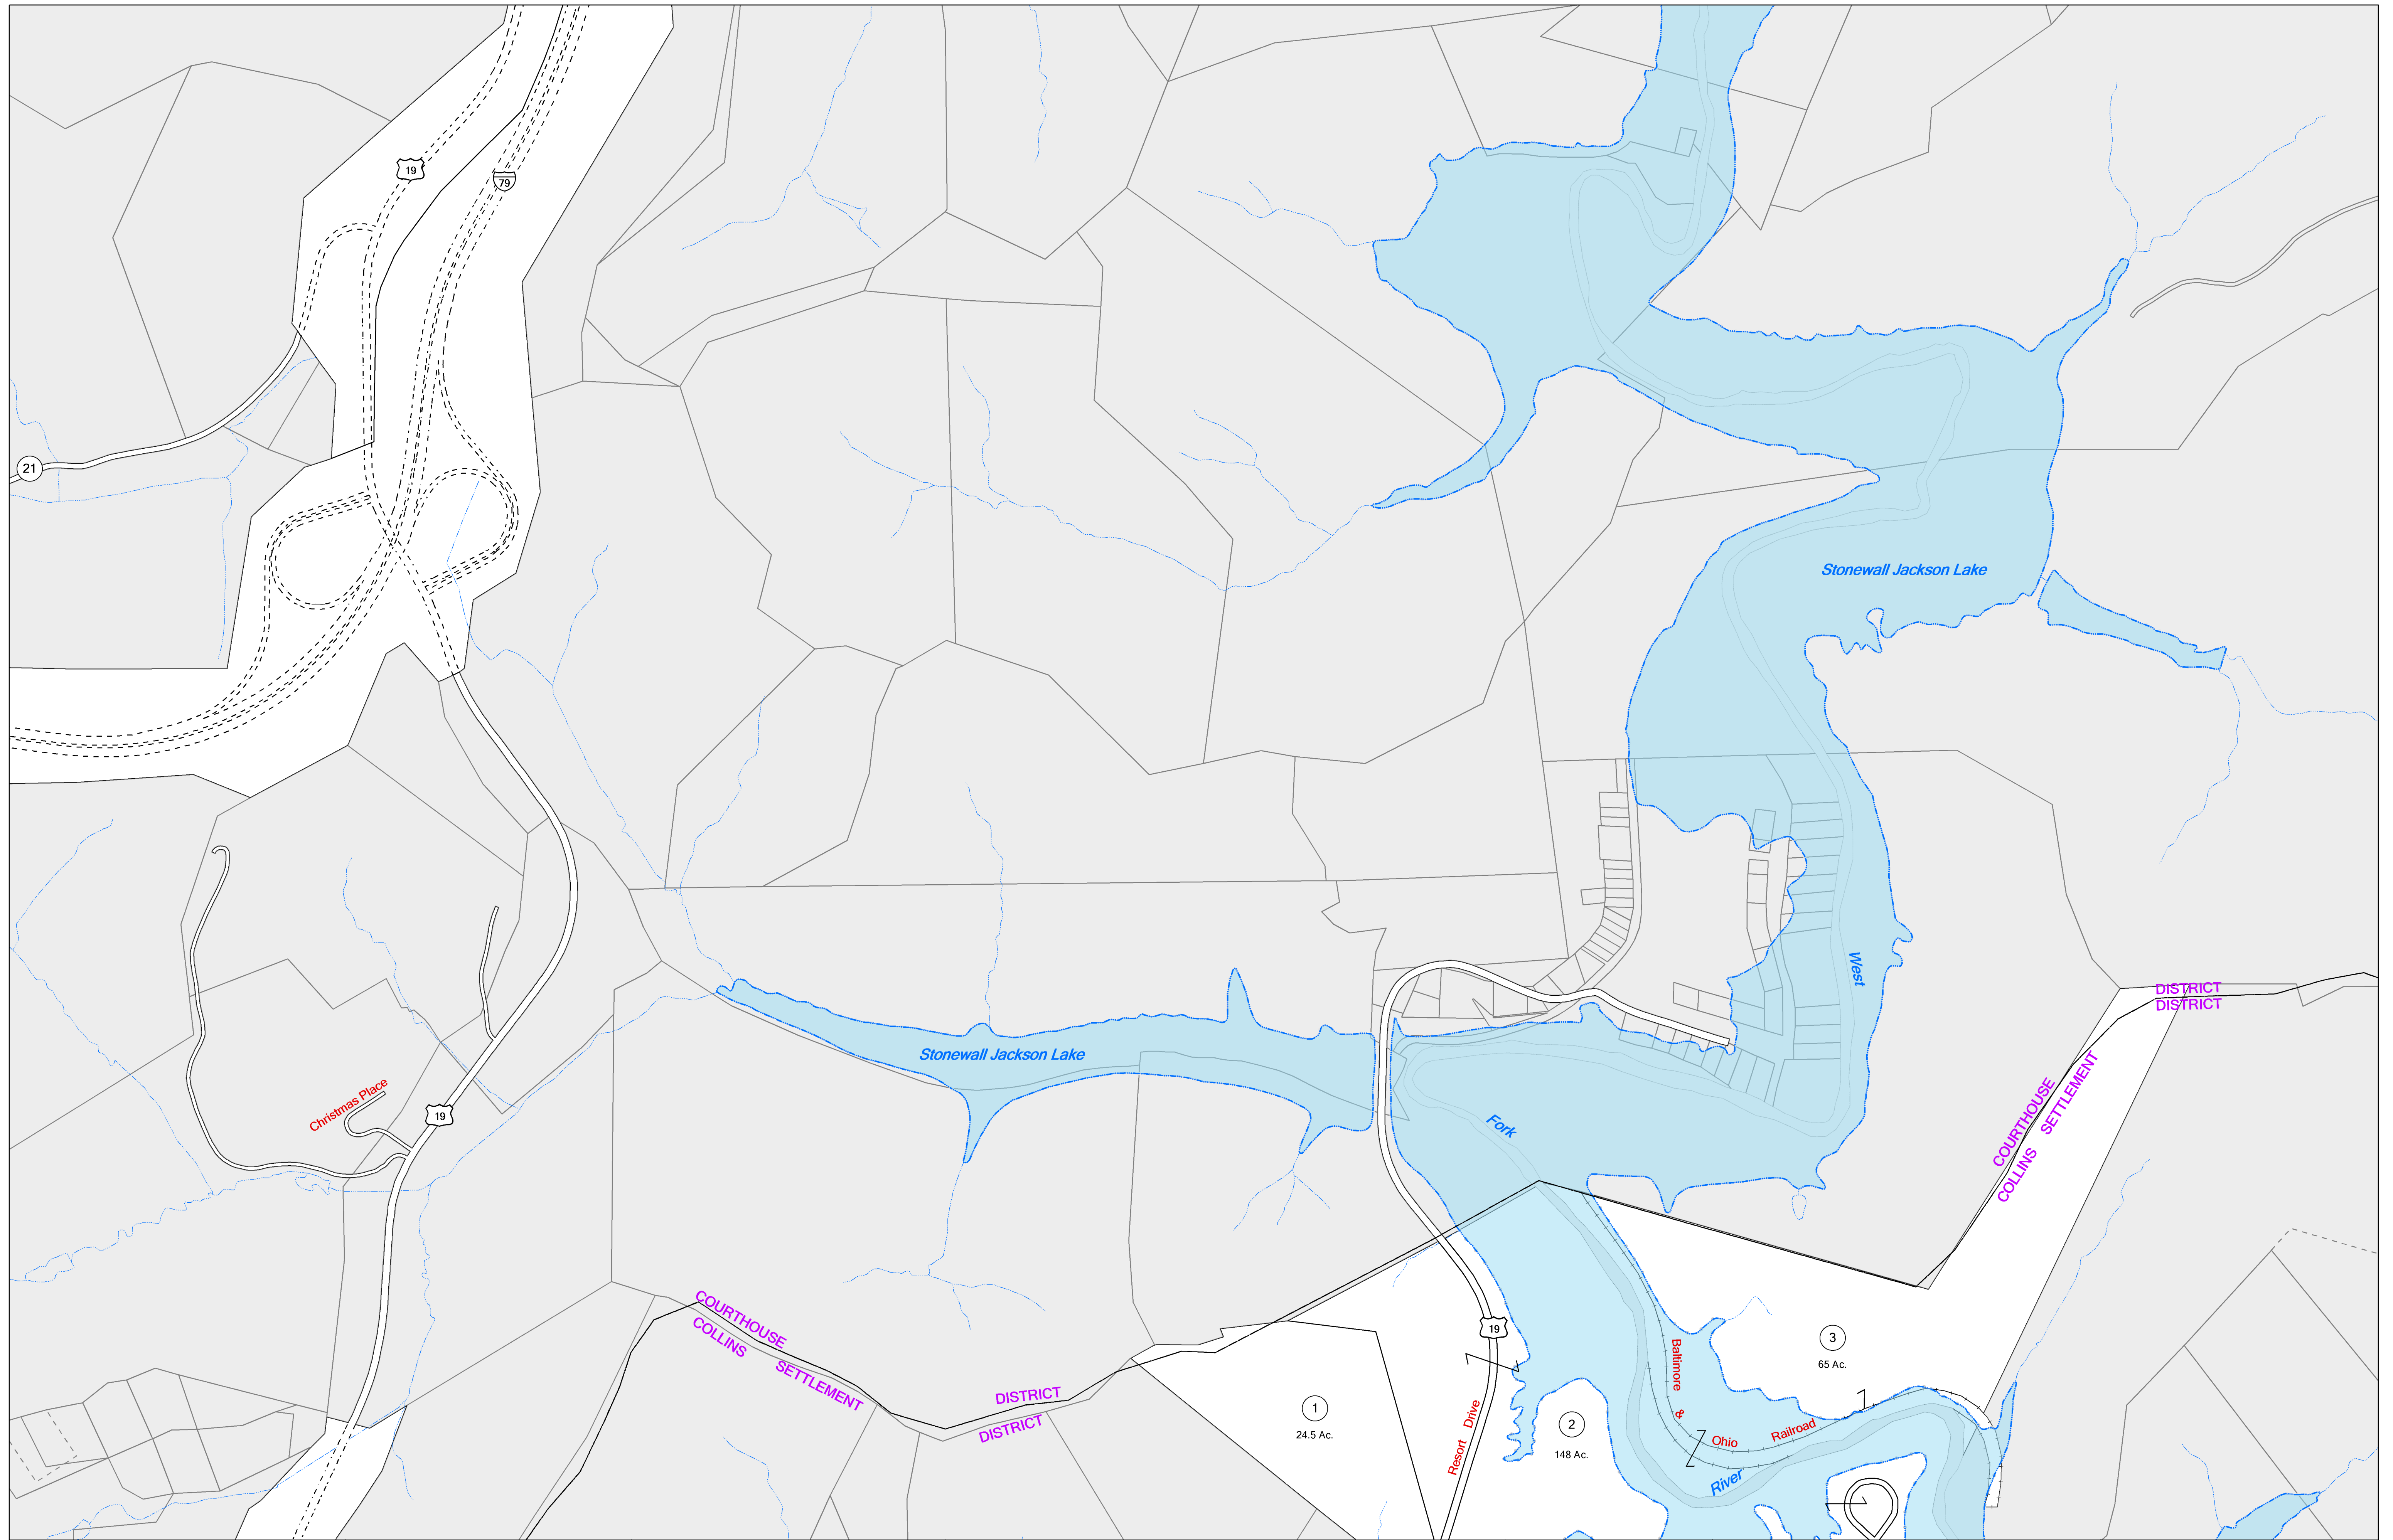 19
79
21
Stonewall Jackson Lake
West
DISTRICT
DISTRICT
Stonewall Jackson Lake
COURTHOUSE
COLLINS SETTLEMENT
Christmas Place
19
Fork
COURTHOUSE DISTRICT
COLLINS SETTLEMENT DISTRICT
19
Resort Drive
1
24.5 Ac.
2
148 Ac.
3
65 Ac.
Baltimore & Ohio Railroad
River